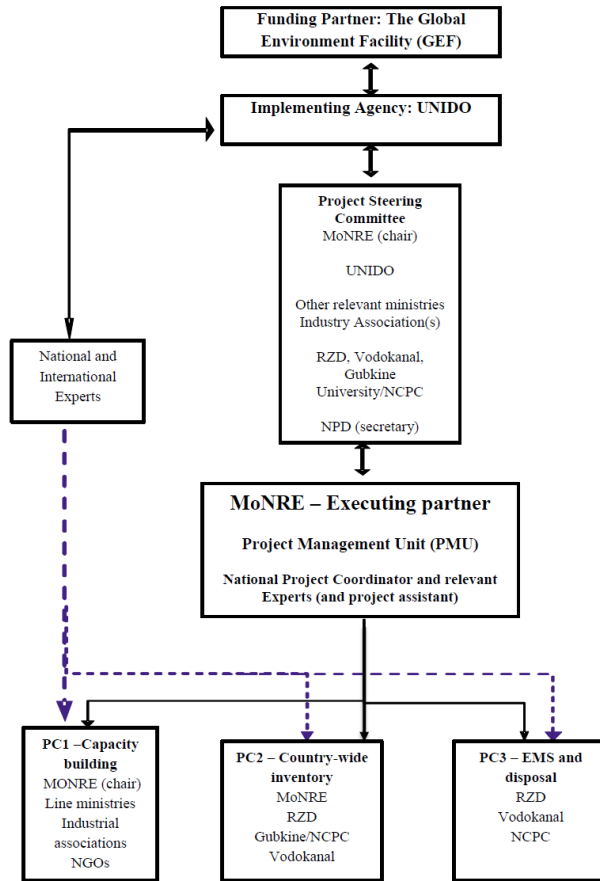 Funding Partner: The Global
Environment Facility (GEF)
Implementing Agency: UNIDO
Project Steering
Committee
MoNRE (chair)
UNIDO
Other relevant ministries
Industry Association(s)
RZD, Vodokanal,
Gubkine
University/NCPC
NPD (secretary)
National and
International
Experts
MoNRE – Executing partner
Project Management Unit (PMU)
National Project Coordinator and relevant
Experts (and project assistant)
PC1 –Capacity
building
MONRE (chair)
Line ministries
Industrial
associations
NGOs
PC2 – Country-wide
inventory
MoNRE
RZD
Gubkine/NCPC
Vodokanal
PC3 – EMS and
disposal
RZD
Vodokanal
NCPC